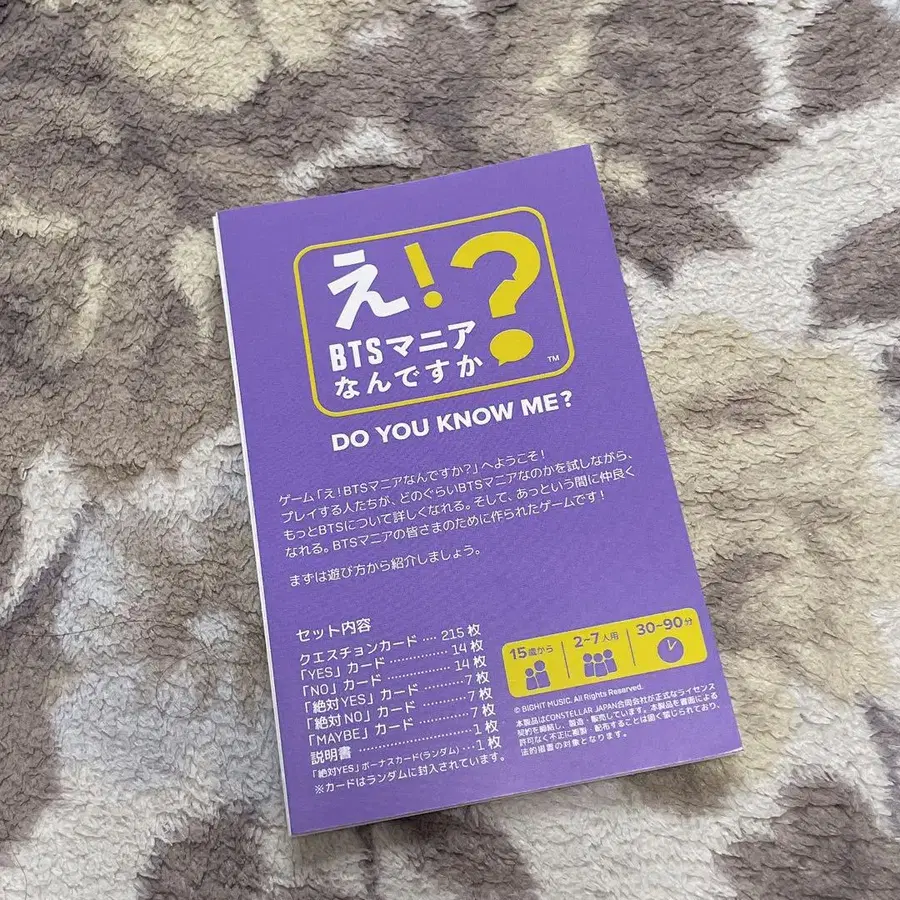 え!?
BTSマニア
なんですか
TM
DO YOU KNOW ME?
ゲーム「え！BTSマニアなんですか？」へようこそ！
プレイする人たちが、どのぐらいBTSマニアなのかを試しながら、
もっとBTSについて詳しくなれる。そして、あっという間に仲良く
なれる。BTSマニアの皆さまのために作られたゲームです！
まずは遊び方から紹介しましょう。
セット内容
クエスチョンカード …. 215枚
「YES」カード ………… 14枚
「NO」カード ………… 14枚
「絶対YES」カード ……… 7枚
「絶対NO」カード ……… 7枚
「MAYBE」カード ……… 7枚
説明書 ………………… 1枚
「絶対YES」ボーナスカード(ランダム) … 1枚
※カードはランダムに封入されています。
15歳から
2-7人用
30-90分
© BIGHIT MUSIC. All Rights Reserved.
本製品はCONSTELLAR JAPAN合同会社が正式なライセンス
契約を締結し、製造・販売しています。本製品を書面による
許可なく不正に複製・配布することは固く禁じられており、
法的措置の対象となります。